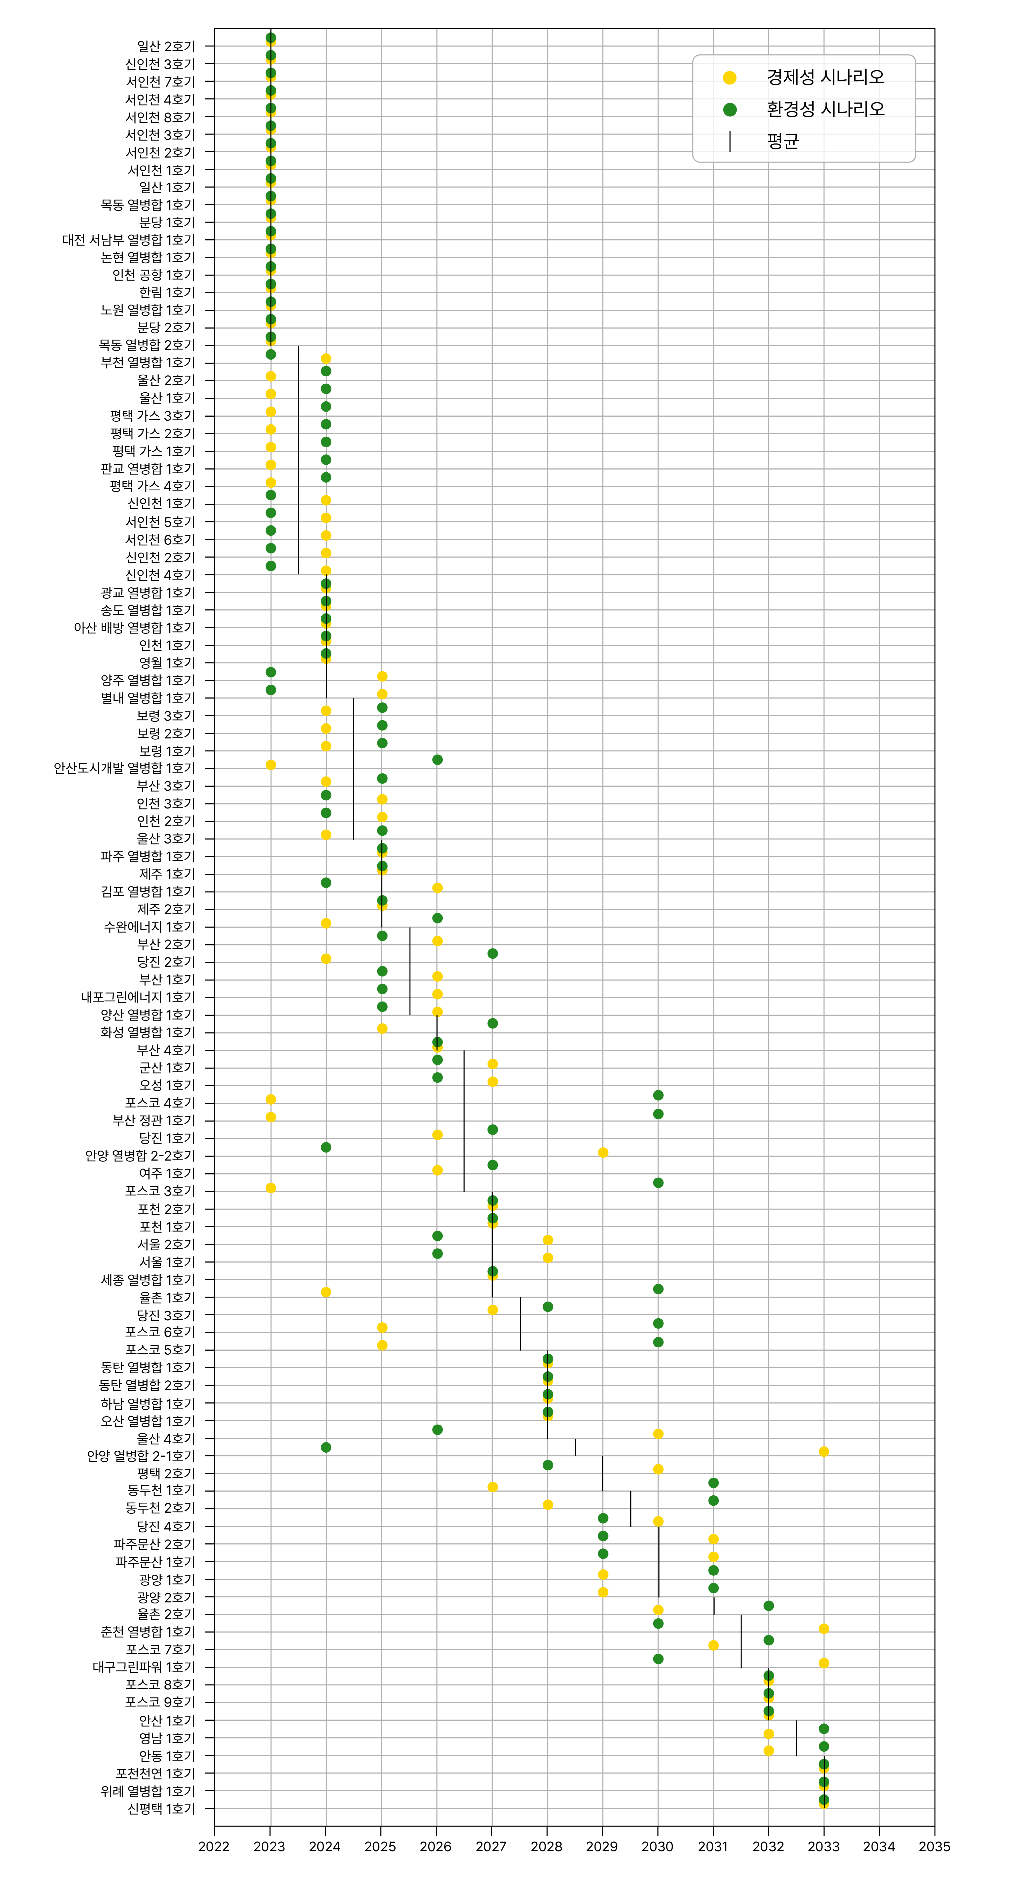 경제성 시나리오
환경성 시나리오
평균
일산 2호기
신인천 3호기
서인천 7호기
서인천 4호기
서인천 8호기
서인천 3호기
서인천 2호기
서인천 1호기
일산 1호기
목동 열병합 1호기
분당 1호기
대전 서남부 열병합 1호기
논현 열병합 1호기
인천 공항 1호기
한림 1호기
노원 열병합 1호기
분당 2호기
목동 열병합 2호기
부천 열병합 1호기
울산 2호기
울산 1호기
평택 가스 3호기
평택 가스 2호기
평택 가스 1호기
판교 열병합 1호기
평택 가스 4호기
신인천 1호기
서인천 5호기
서인천 6호기
신인천 2호기
신인천 4호기
광교 열병합 1호기
송도 열병합 1호기
아산 배방 열병합 1호기
인천 1호기
영월 1호기
양주 열병합 1호기
별내 열병합 1호기
보령 3호기
보령 2호기
보령 1호기
안산도시개발 열병합 1호기
부산 3호기
인천 3호기
인천 2호기
울산 3호기
파주 열병합 1호기
제주 1호기
김포 열병합 1호기
제주 2호기
수완에너지 1호기
부산 2호기
당진 2호기
부산 1호기
내포그린에너지 1호기
양산 열병합 1호기
화성 열병합 1호기
부산 4호기
군산 1호기
오성 1호기
포스코 4호기
부산 정관 1호기
당진 1호기
안양 열병합 2-2호기
여주 1호기
포스코 3호기
포천 2호기
포천 1호기
서울 2호기
서울 1호기
세종 열병합 1호기
율촌 1호기
당진 3호기
포스코 6호기
포스코 5호기
동탄 열병합 1호기
동탄 열병합 2호기
하남 열병합 1호기
오산 열병합 1호기
울산 4호기
안양 열병합 2-1호기
평택 2호기
동두천 1호기
동두천 2호기
당진 4호기
파주문산 2호기
파주문산 1호기
광양 1호기
광양 2호기
율촌 2호기
춘천 열병합 1호기
포스코 7호기
대구그린파워 1호기
포스코 8호기
포스코 9호기
안산 1호기
영남 1호기
안동 1호기
포천천연 1호기
위례 열병합 1호기
신평택 1호기
2022 2023 2024 2025 2026 2027 2028 2029 2030 2031 2032 2033 2034 2035